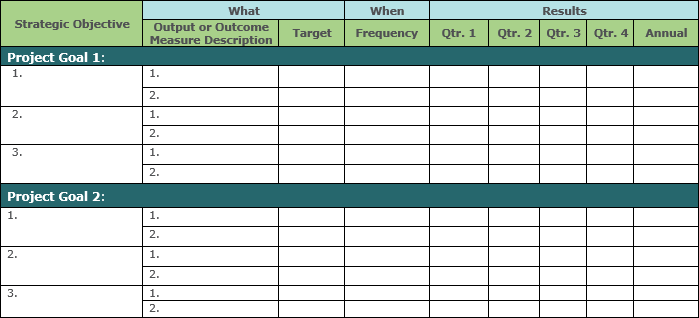 What When Results
Strategic Objective
Output or Outcome
Measure Description Target Frequency Qtr. 1 Qtr. 2 Qtr. 3 Qtr. 4 Annual
Project Goal 1:
1. 1.
2.
2. 1.
2.
3. 1.
2.
Project Goal 2:
1. 1.
2.
2. 1.
2.
3. 1.
2.